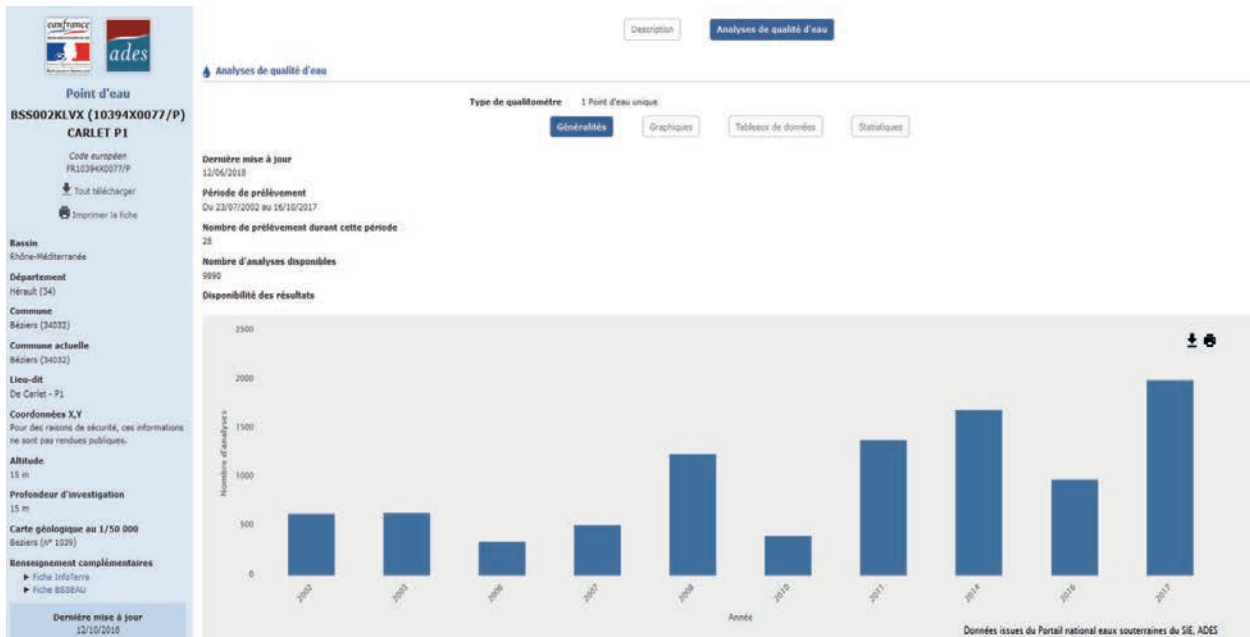 eaufrance
ades
Point d'eau
BSS002KLVX (10394X0077/P)
CARLET P1
Code européen
FR10394X0077/P
Tout télécharger
Imprimer la fiche
Bassin
Rhône-Méditerranée
Département
Hérault (34)
Commune
Béziers (34032)
Commune actuelle
Béziers (34032)
Lieu-dit
De Carlet - P1
Coordonnées X,Y
Pour des raisons de sécurité, ces informations
ne sont pas rendues publiques.
Altitude
15 m
Profondeur d'investigation
15 m
Carte géologique au 1/50 000
Beziers (n° 1039)
Renseignement complémentaires
Fiche InfoTerre
Fiche BSSEAU
Dernière mise à jour
12/10/2018
Description
Analyses de qualité d'eau
Analyses de qualité d'eau
Type de qualitomètre 1 Point d'eau unique
Généralités
Graphiques
Tableaux de données
Statistiques
Dernière mise à jour
12/06/2018
Période de prélèvement
Du 23/07/2002 au 16/10/2017
Nombre de prélèvement durant cette période
28
Nombre d'analyses disponibles
9890
Disponibilité des résultats
2500
2000
1500
1000
500
0
Nombre d'analyses
2002
2003
2006
2007
2008
2010
2011
2014
2016
2017
Année
Données issues du Portail national eaux souterraines du SIE, ADES